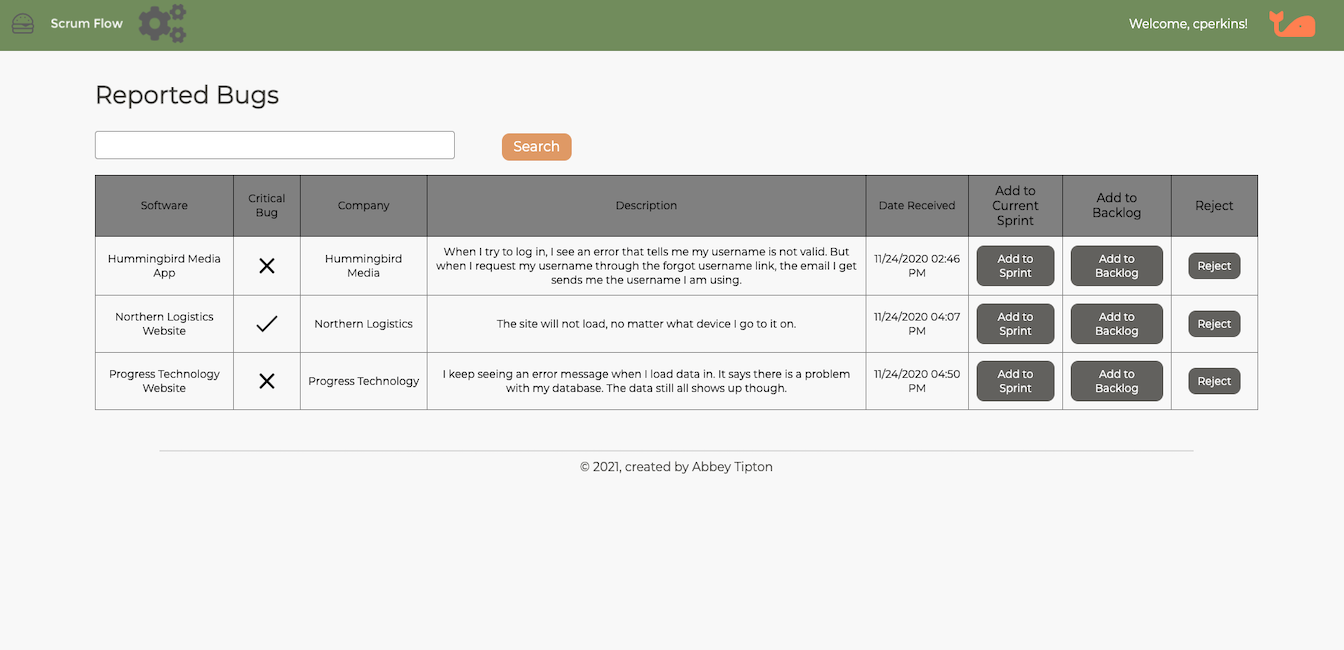 Scrum Flow
Welcome, cperkins!
Reported Bugs
Search
Software
Critical
Bug
Company
Description
Date Received
Add to
Current
Sprint
Add to
Backlog
Reject
Hummingbird Media
App
Hummingbird
Media
When I try to log in, I see an error that tells me my username is not valid. But
when I request my username through the forgot username link, the email I get
sends me the username I am using.
11/24/2020 02:46
PM
Add to
Sprint
Add to
Backlog
Reject
Northern Logistics
Website
Northern Logistics
The site will not load, no matter what device I go to it on.
11/24/2020 04:07
PM
Add to
Sprint
Add to
Backlog
Reject
Progress Technology
Website
Progress Technology
I keep seeing an error message when I load data in. It says there is a problem
with my database. The data still all shows up though.
11/24/2020 04:50
PM
Add to
Sprint
Add to
Backlog
Reject
© 2021, created by Abbey Tipton